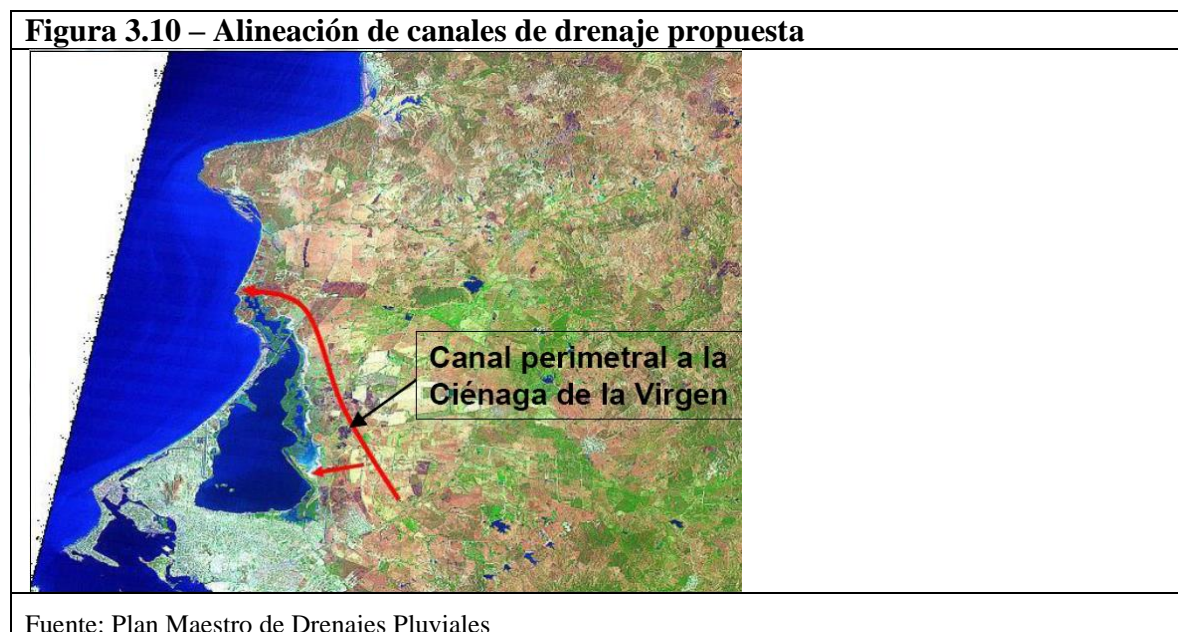 Figura 3.10 – Alineación de canales de drenaje propuesta
Canal perimetral a la
Ciénaga de la Virgen
Fuente: Plan Maestro de Drenajes Pluviales